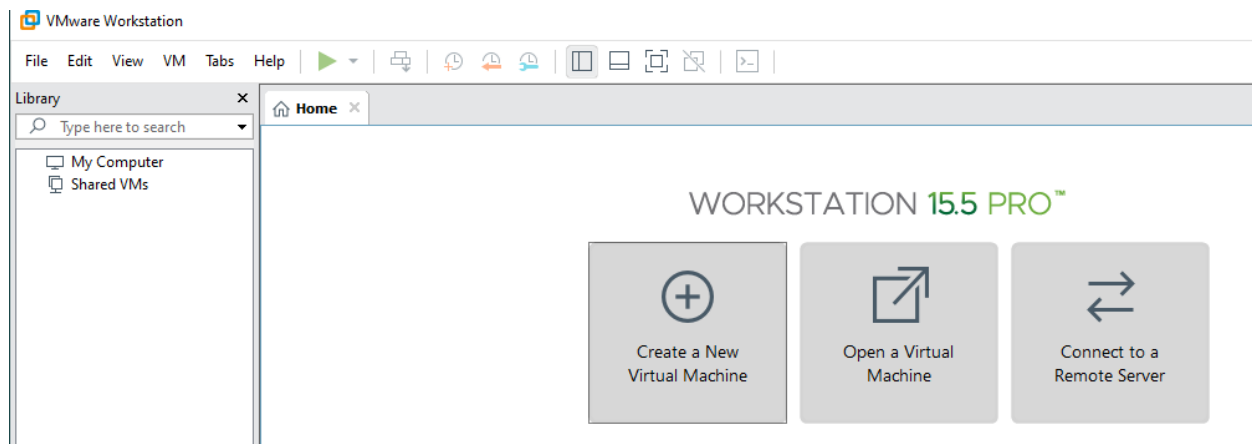 VMware Workstation
File Edit View VM Tabs Help
Library
Home
Type here to search
My Computer
Shared VMs
WORKSTATION 15.5 PRO™
Create a New
Virtual Machine
Open a Virtual
Machine
Connect to a
Remote Server